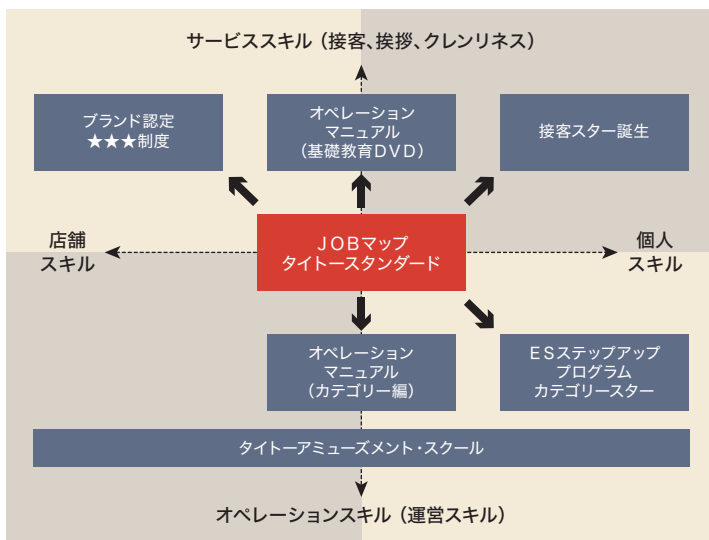 サービススキル（接客、挨拶、クレンリネス）
ブランド認定
★★★制度
オペレーション
マニュアル
（基礎教育DVD）
接客スター誕生
店舗
スキル
JOBマップ
タイトースタンダード
個人
スキル
オペレーション
マニュアル
（カテゴリー編）
ESステップアップ
プログラム
カテゴリースター
タイトーアミューズメント・スクール
オペレーションスキル（運営スキル）